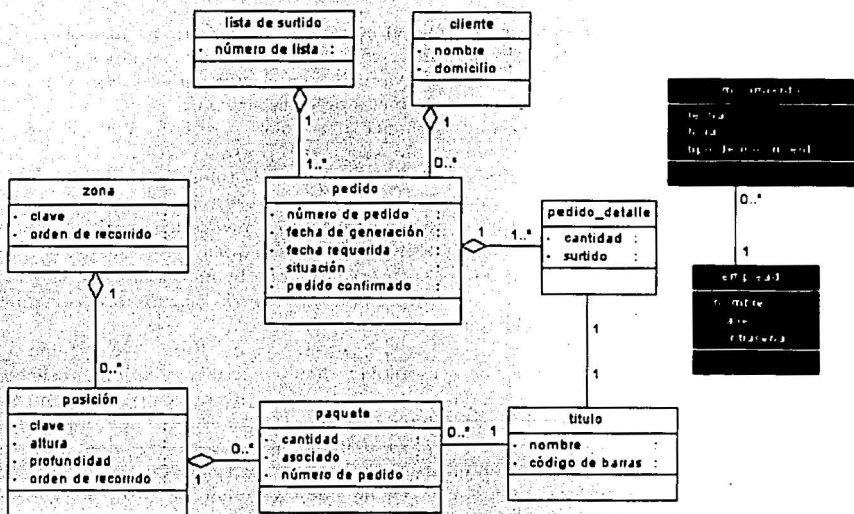 lista de surtido
- número de lista :
cliente
- nombre :
- domicilio :
1
1
1..*
0..*
zona
- clave :
- orden de recorrido :
pedido
- número de pedido :
- fecha de generación :
- fecha requerida :
- situación :
- pedido confirmado :
1
1..*
pedido_detalle
- cantidad :
- surtido :
0..*
1
1
0..*
1
1
posición
- clave :
- altura :
- profundidad :
- orden de recorrido :
0..*
1
paquete
- cantidad :
- asociado :
- número de pedido :
0..*
1
titulo
- nombre :
- código de barras :